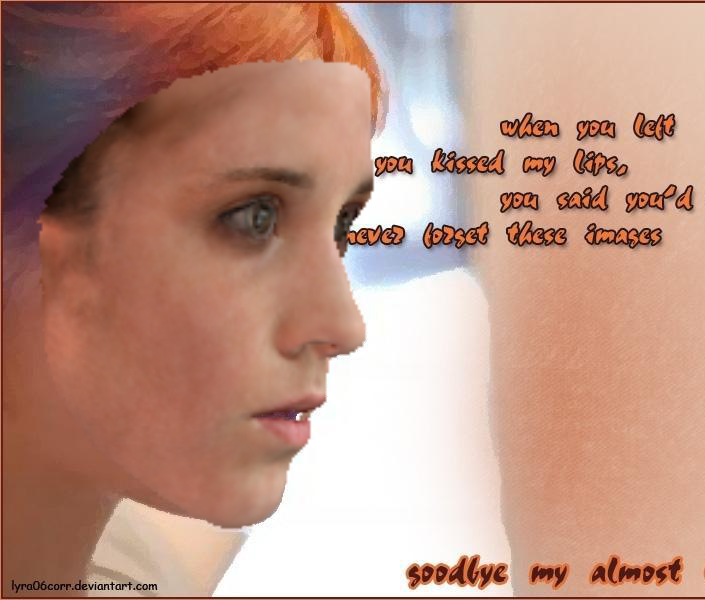 when you left
you kissed my lips,
you said you'd
never forget these images
goodbye my almost
lyra06corr.deviantart.com